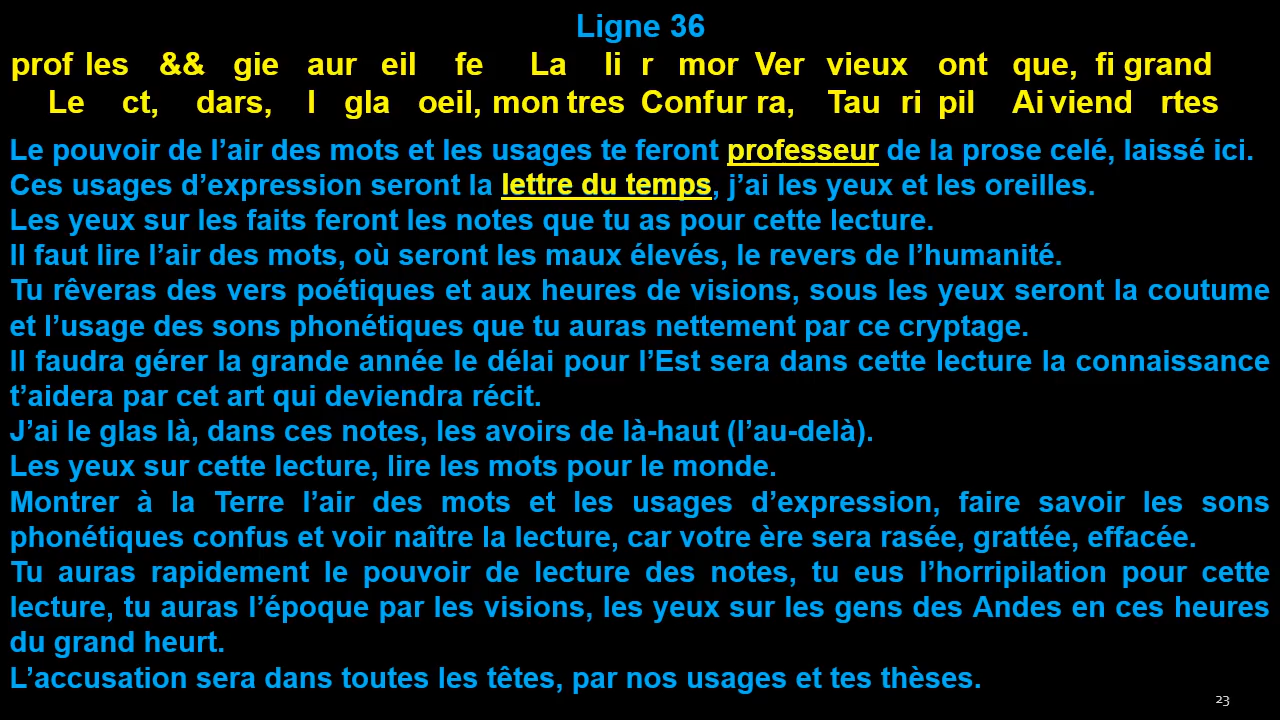 Ligne 36
prof les && gie aur eil fe La li r mor Ver vieux ont que, fi grand
Le ct, dars, l gla oeil, mon tres Confur ra, Tau ri pil Ai viend rtes
Le pouvoir de l’air des mots et les usages te feront professeur de la prose celé, laissé ici.
Ces usages d’expression seront la lettre du temps, j’ai les yeux et les oreilles.
Les yeux sur les faits feront les notes que tu as pour cette lecture.
Il faut lire l’air des mots, où seront les maux élevés, le revers de l’humanité.
Tu rêveras des vers poétiques et aux heures de visions, sous les yeux seront la coutume
et l’usage des sons phonétiques que tu auras nettement par ce cryptage.
Il faudra gérer la grande année le délai pour l’Est sera dans cette lecture la connaissance
t’aidera par cet art qui deviendra récit.
J’ai le glas là, dans ces notes, les avoirs de là-haut (l’au-delà).
Les yeux sur cette lecture, lire les mots pour le monde.
Montrer à la Terre l’air des mots et les usages d’expression, faire savoir les sons
phonétiques confus et voir naître la lecture, car votre ère sera rasée, grattée, effacée.
Tu auras rapidement le pouvoir de lecture des notes, tu eus l’horripilation pour cette
lecture, tu auras l’époque par les visions, les yeux sur les gens des Andes en ces heures
du grand heurt.
L’accusation sera dans toutes les têtes, par nos usages et tes thèses.
23